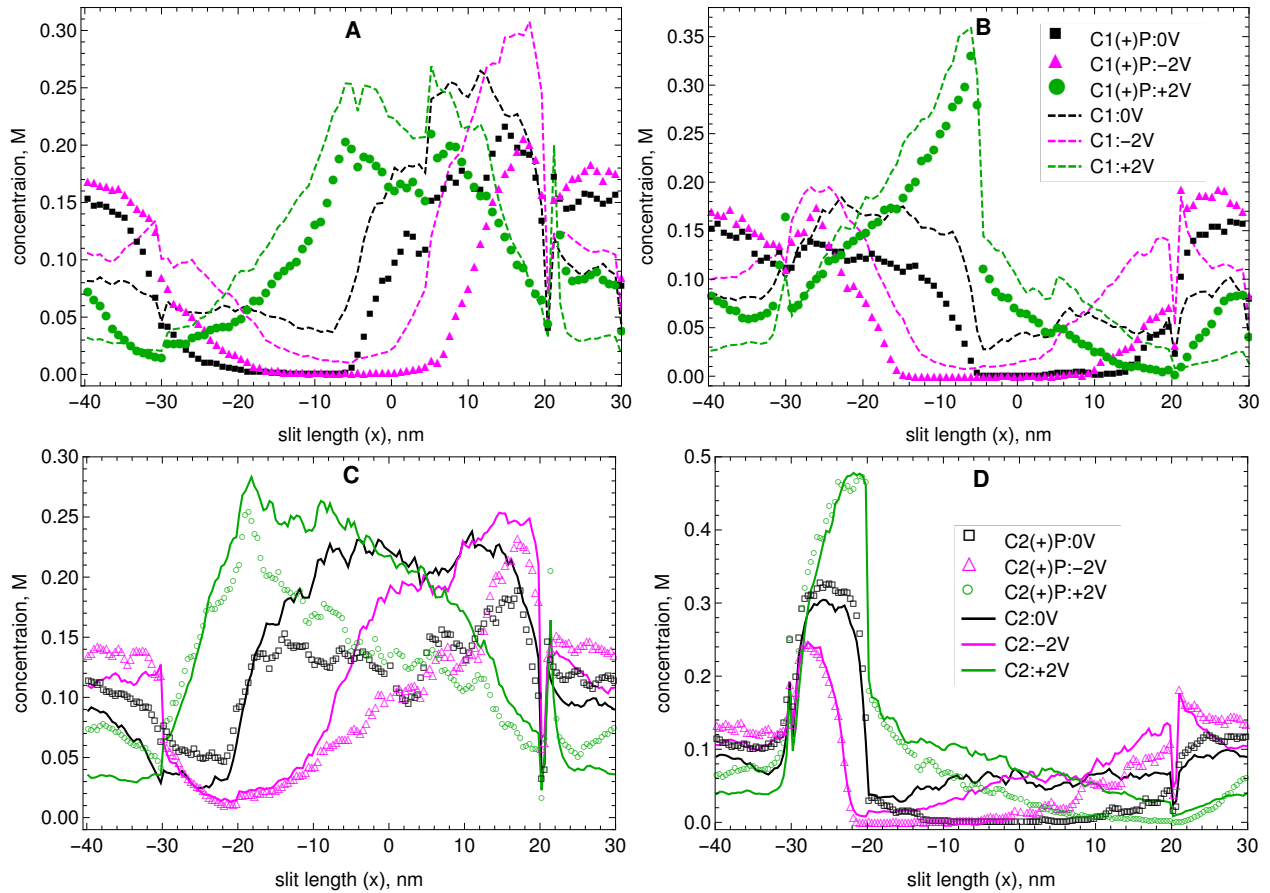 A
0.30
0.25
0.20
0.15
0.10
0.05
0.00
concentraion, M
−40 −30 −20 −10 0 10 20 30
slit length (x), nm
B
0.35
0.30
0.25
0.20
0.15
0.10
0.05
0.00
C1(+)P:0V
C1(+)P:−2V
C1(+)P:+2V
C1:0V
C1:−2V
C1:+2V
−40 −30 −20 −10 0 10 20 30
slit length (x), nm
C
0.30
0.25
0.20
0.15
0.10
0.05
0.00
concentraion, M
−40 −30 −20 −10 0 10 20 30
slit length (x), nm
D
0.5
0.4
0.3
0.2
0.1
0.0
C2(+)P:0V
C2(+)P:−2V
C2(+)P:+2V
C2:0V
C2:−2V
C2:+2V
−40 −30 −20 −10 0 10 20 30
slit length (x), nm